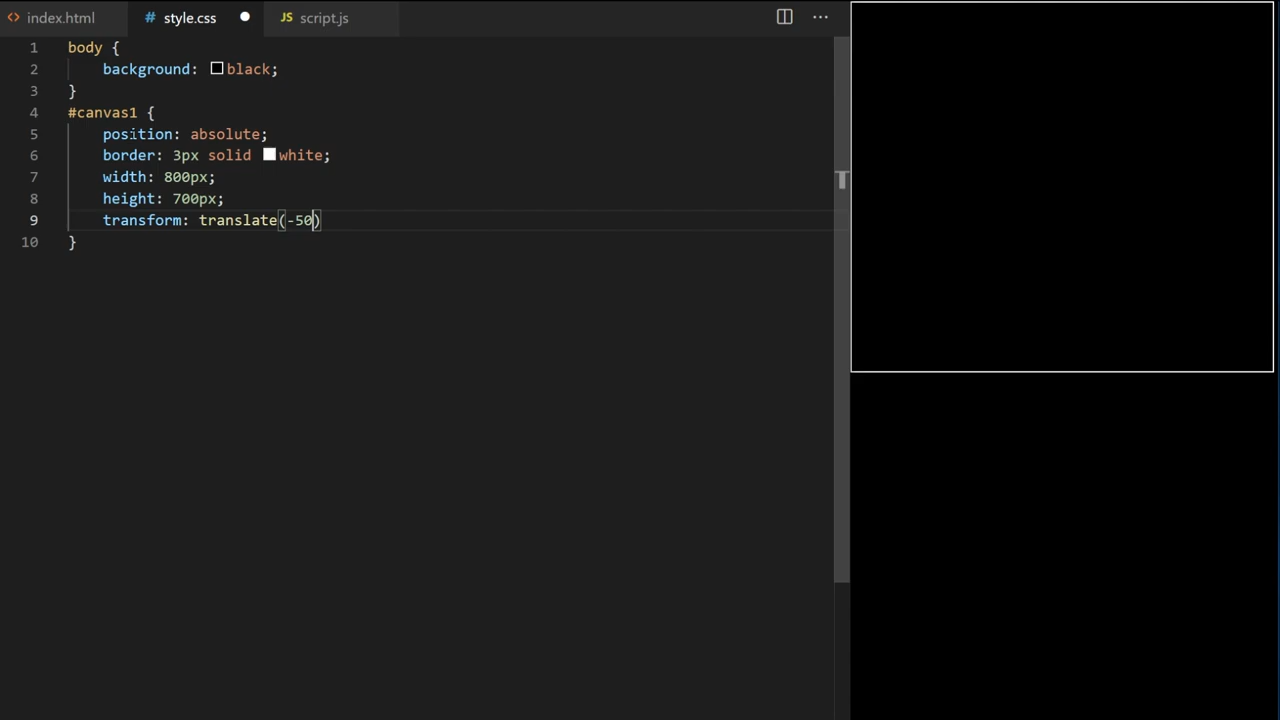 <> index.html
# style.css
JS script.js
...
1 body {
2 background: black;
3 }
4 #canvas1 {
5 position: absolute;
6 border: 3px solid white;
7 width: 800px;
8 height: 700px;
9 transform: translate(-50)
10 }